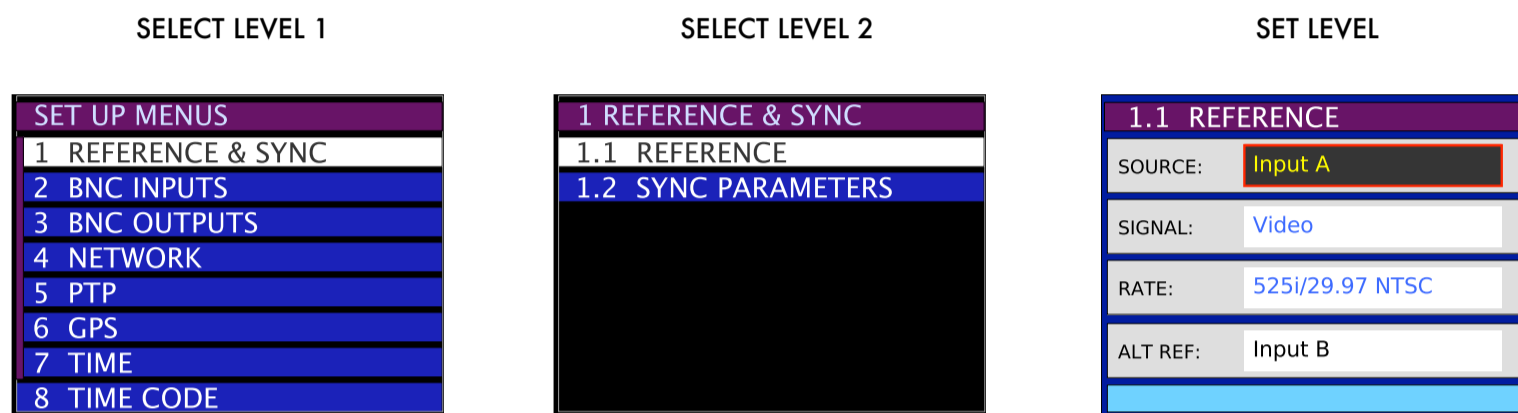 SELECT LEVEL 1
SET UP MENUS
1 REFERENCE & SYNC
2 BNC INPUTS
3 BNC OUTPUTS
4 NETWORK
5 PTP
6 GPS
7 TIME
8 TIME CODE
SELECT LEVEL 2
1 REFERENCE & SYNC
1.1 REFERENCE
1.2 SYNC PARAMETERS
SET LEVEL
1.1 REFERENCE
SOURCE: Input A
SIGNAL: Video
RATE: 525i/29.97 NTSC
ALT REF: Input B